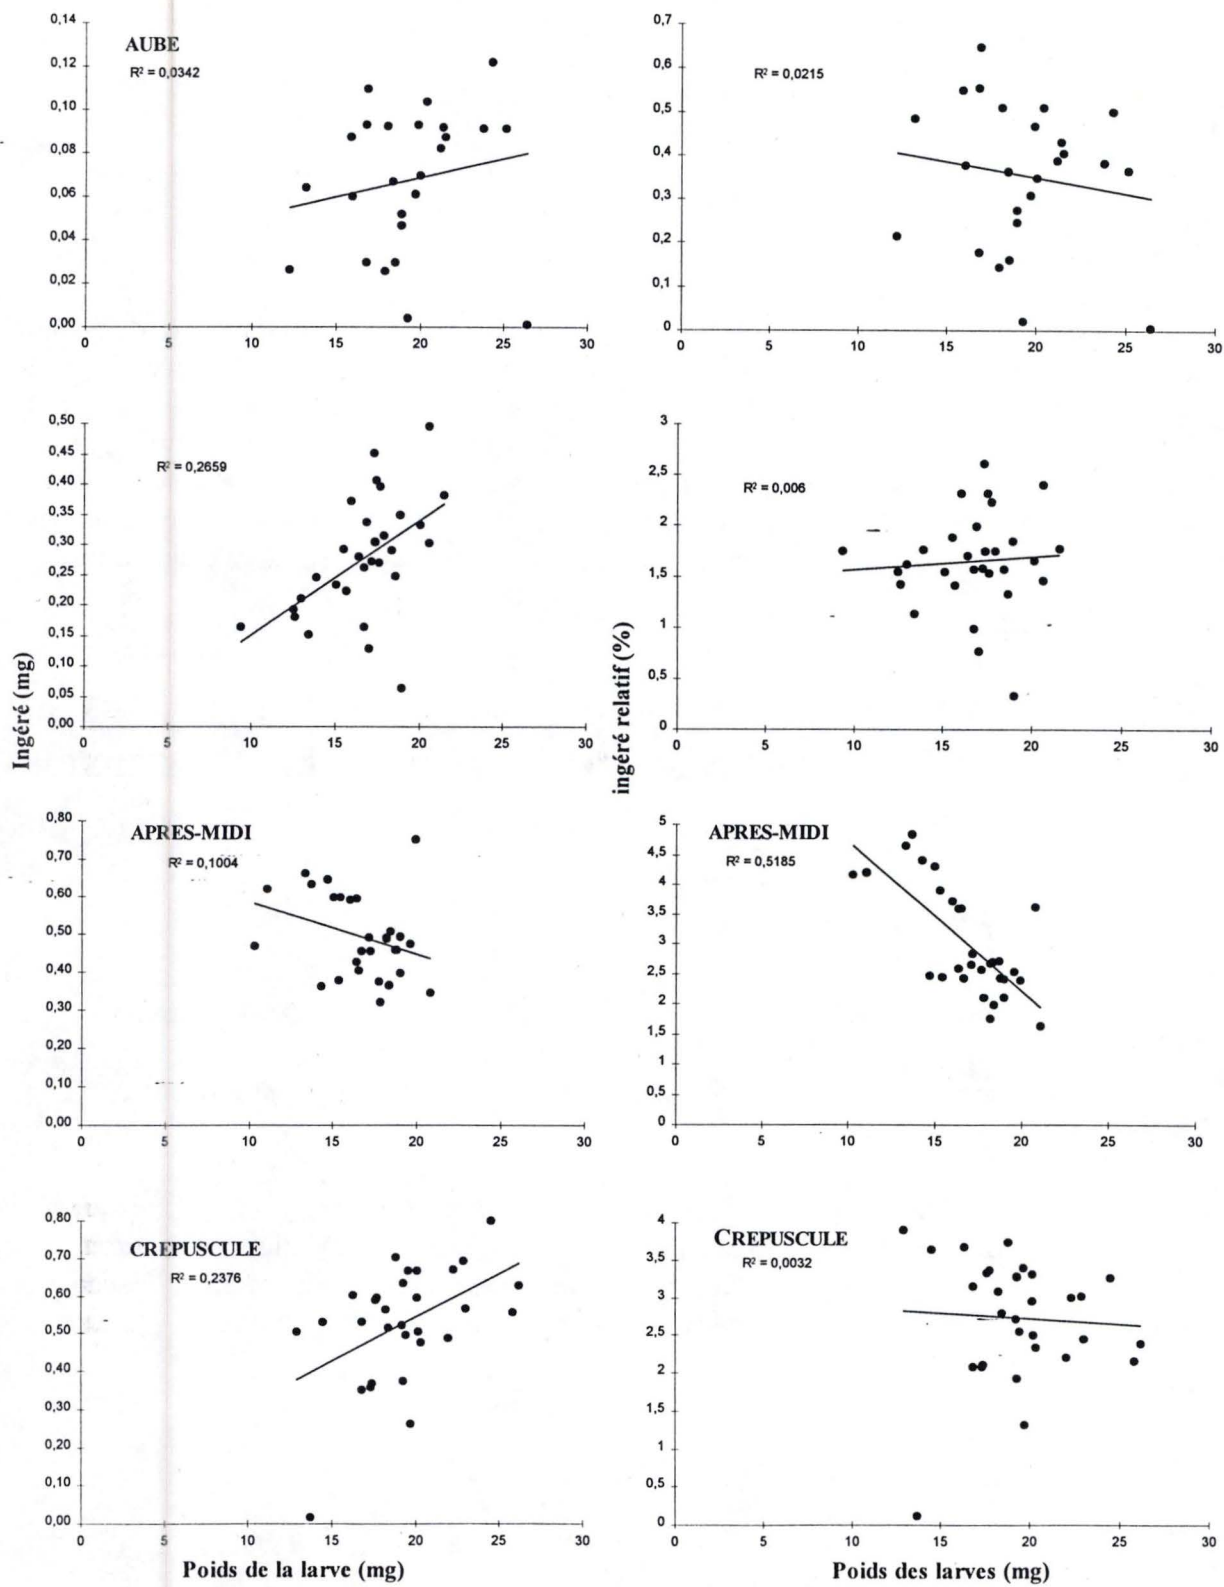 AUBE
R² = 0,0342
0,14
0,12
0,10
0,08
0,06
0,04
0,02
0,00
0 5 10 15 20 25 30
R² = 0,0215
0,7
0,6
0,5
0,4
0,3
0,2
0,1
0
0 5 10 15 20 25 30
R² = 0,2659
0,50
0,45
0,40
0,35
0,30
0,25
0,20
0,15
0,10
0,05
0,00
0 5 10 15 20 25 30
Ingéré (mg)
R² = 0,006
3
2,5
2
1,5
1
0,5
0
0 5 10 15 20 25 30
ingéré relatif (%)
APRES-MIDI
R² = 0,1004
0,80
0,70
0,60
0,50
0,40
0,30
0,20
0,10
0,00
0 5 10 15 20 25 30
APRES-MIDI
R² = 0,5185
5
4,5
4
3,5
3
2,5
2
1,5
1
0,5
0
0 5 10 15 20 25 30
CREPUSCULE
R² = 0,2376
0,80
0,70
0,60
0,50
0,40
0,30
0,20
0,10
0,00
0 5 10 15 20 25 30
Poids de la larve (mg)
CREPUSCULE
R² = 0,0032
4
3,5
3
2,5
2
1,5
1
0,5
0
0 5 10 15 20 25 30
Poids des larves (mg)